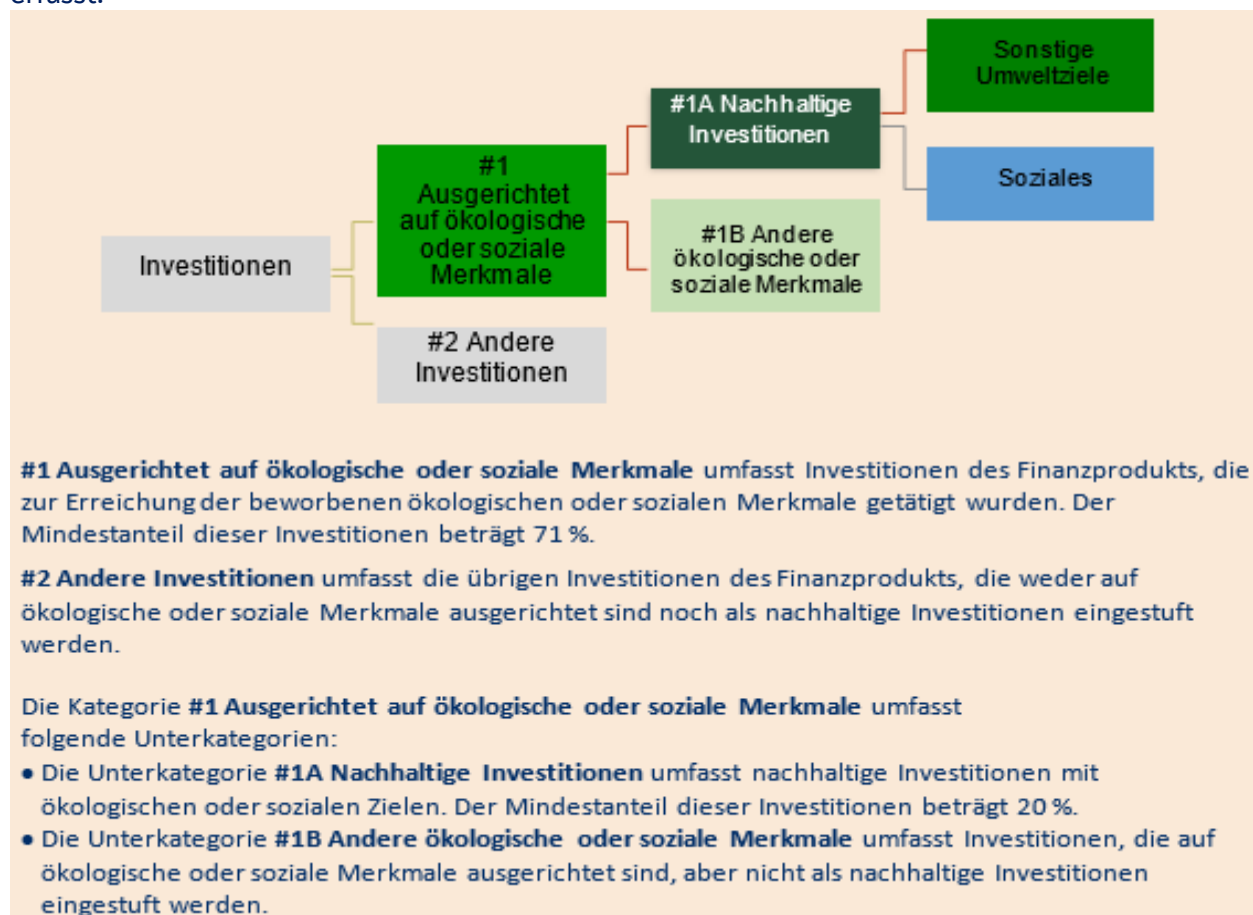 erfasst.
Sonstige
Umweltziele
#1A Nachhaltige
Investitionen
#1
Ausgerichtet
auf ökologische
oder soziale
Merkmale
Soziales
#1B Andere
ökologische oder
soziale Merkmale
Investitionen
#2 Andere
Investitionen
#1 Ausgerichtet auf ökologische oder soziale Merkmale umfasst Investitionen des Finanzprodukts, die
zur Erreichung der beworbenen ökologischen oder sozialen Merkmale getätigt wurden. Der
Mindestanteil dieser Investitionen beträgt 71 %.
#2 Andere Investitionen umfasst die übrigen Investitionen des Finanzprodukts, die weder auf
ökologische oder soziale Merkmale ausgerichtet sind noch als nachhaltige Investitionen eingestuft
werden.
Die Kategorie #1 Ausgerichtet auf ökologische oder soziale Merkmale umfasst
folgende Unterkategorien:
• Die Unterkategorie #1A Nachhaltige Investitionen umfasst nachhaltige Investitionen mit
ökologischen oder sozialen Zielen. Der Mindestanteil dieser Investitionen beträgt 20 %.
• Die Unterkategorie #1B Andere ökologische oder soziale Merkmale umfasst Investitionen, die auf
ökologische oder soziale Merkmale ausgerichtet sind, aber nicht als nachhaltige Investitionen
eingestuft werden.